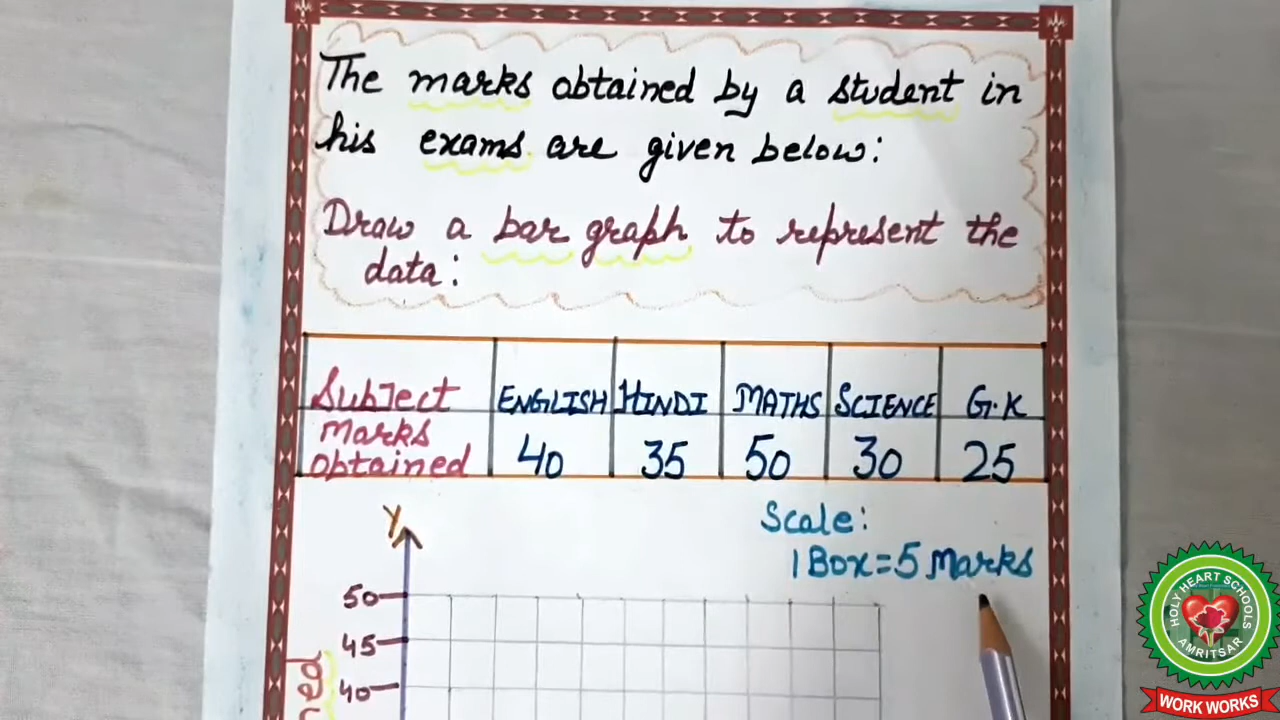 The marks obtained by a student in
his exams are given below:
Draw a bar graph to represent the
data:
Subject ENGLISH HINDI MATHS SCIENCE G.K
Marks
obtained 40 35 50 30 25
Scale:
1 Box=5 Marks
Y
50
45
40
ned
HOLY HEART SCHOOLS
AMRITSAR
WORK WORKS